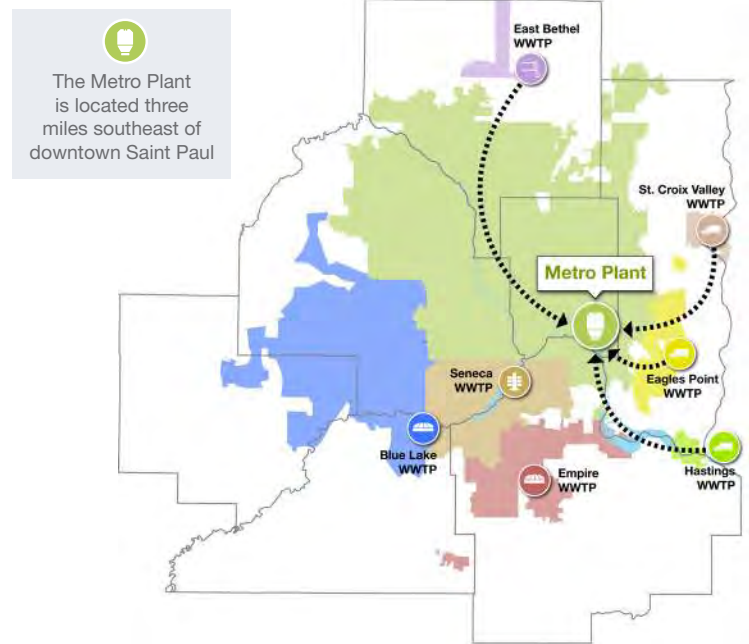 The Metro Plant
is located three
miles southeast of
downtown Saint Paul
East Bethel
WWTP
St. Croix Valley
WWTP
Metro Plant
Seneca
WWTP
Eagles Point
WWTP
Blue Lake
WWTP
Empire
WWTP
Hastings
WWTP